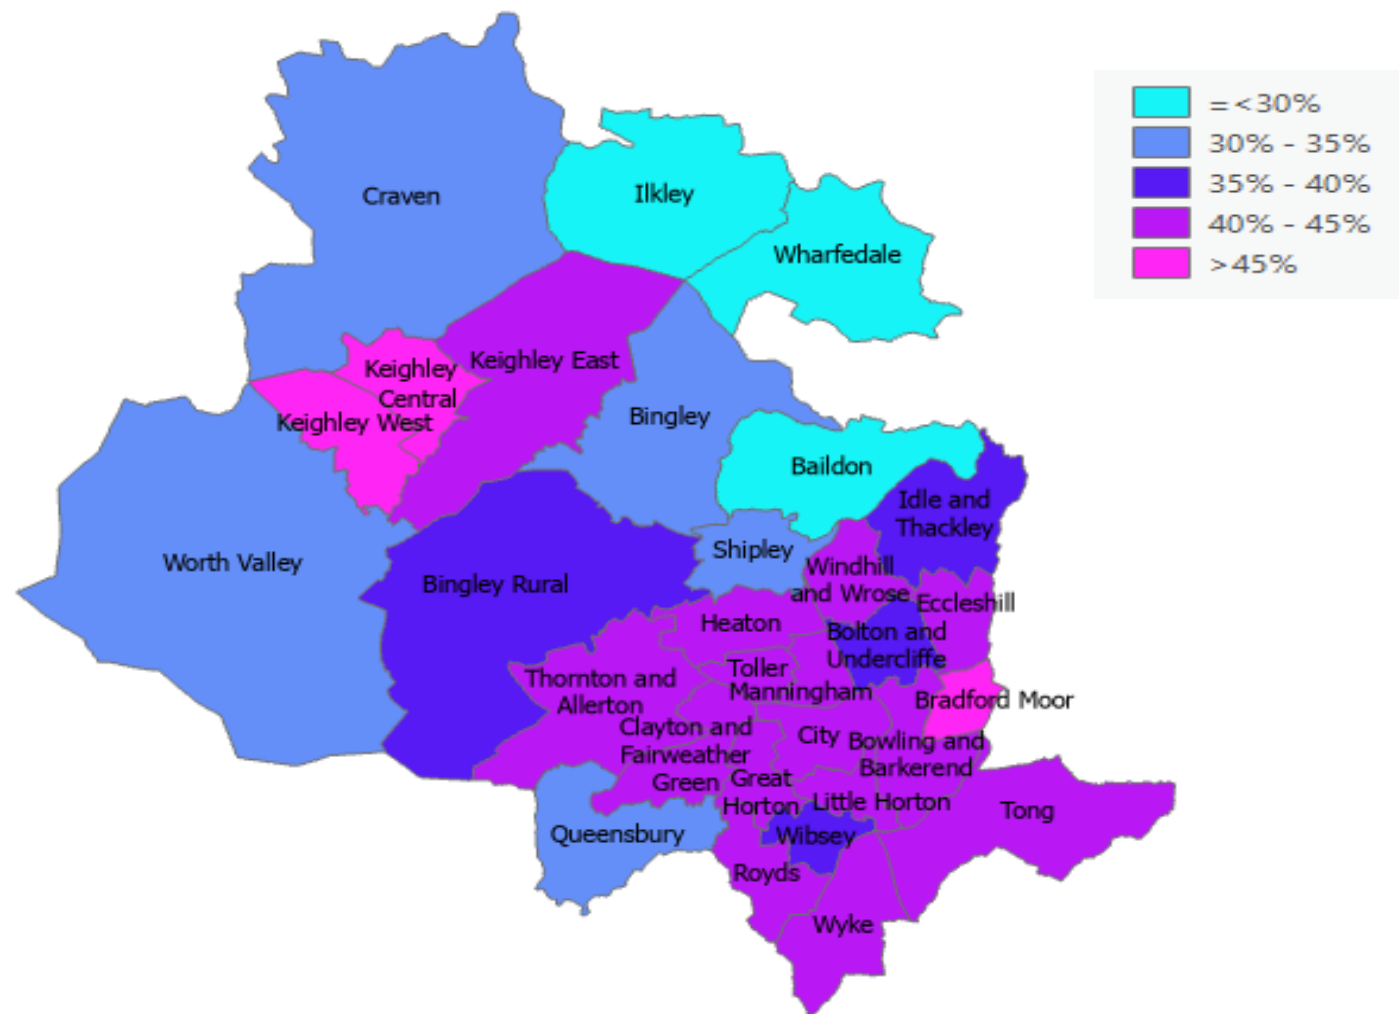 =<30%
30% - 35%
35% - 40%
40% - 45%
>45%
Craven
Ilkley
Wharfedale
Keighley East
Keighley
Central
Keighley West
Bingley
Baildon
Idle and
Thackley
Shipley
Worth Valley
Bingley Rural
Windhill
and Wrose
Eccleshill
Heaton
Bolton and
Undercliffe
Toller
Thornton and
Allerton
Manningham
Bradford Moor
Clayton and
Fairweather
Green
City
Bowling and
Barkerend
Great
Horton
Little Horton
Tong
Queensbury
Wibsey
Royds
Wyke